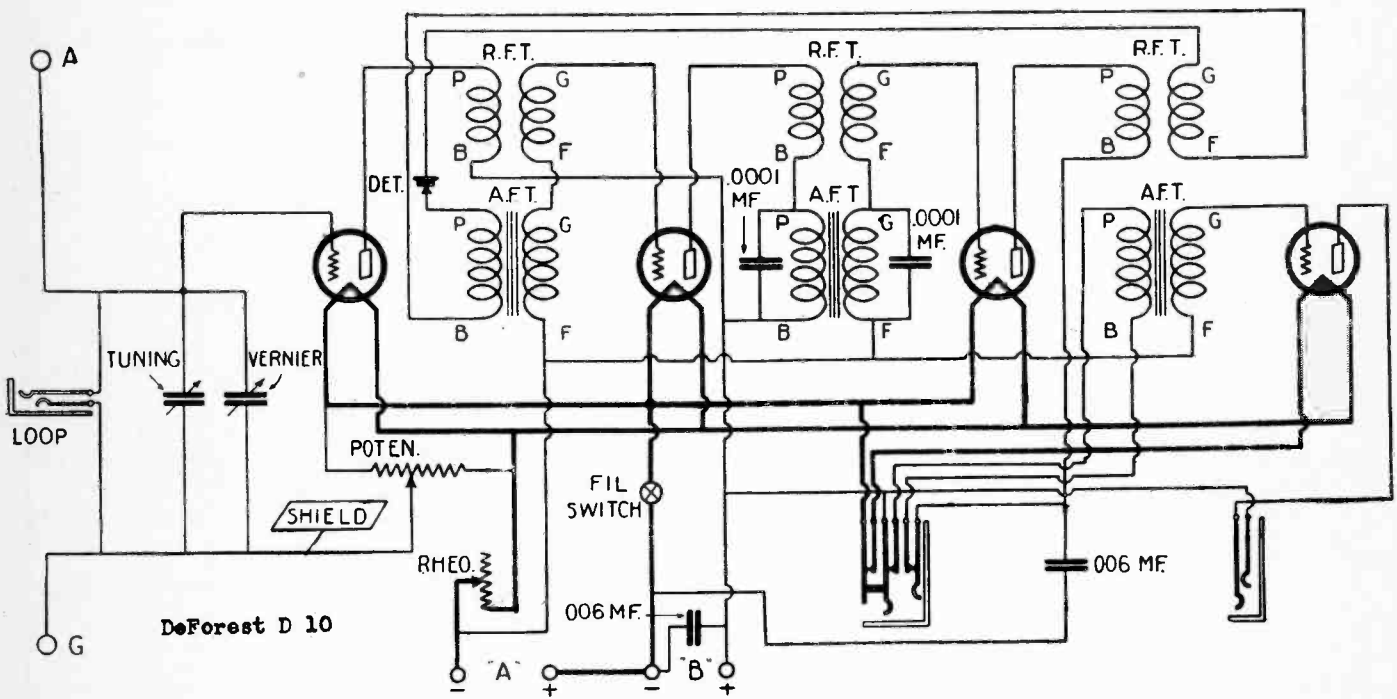 A
R.F.T.
R.F.T.
R.F.T.
P
G
P
G
P
G
B
F
B
F
B
F
DET.
A.F.T.
.0001
MF
A.F.T
.0001
MF.
A.F.T.
P
G
P
G
P
G
B
F
B
F
B
F
TUNING
VERNIER
LOOP
POTEN.
FIL
SWITCH
SHIELD
RHEO.
006 MF.
006 MF.
DeForest D 10
G
- "A" + - "B" +